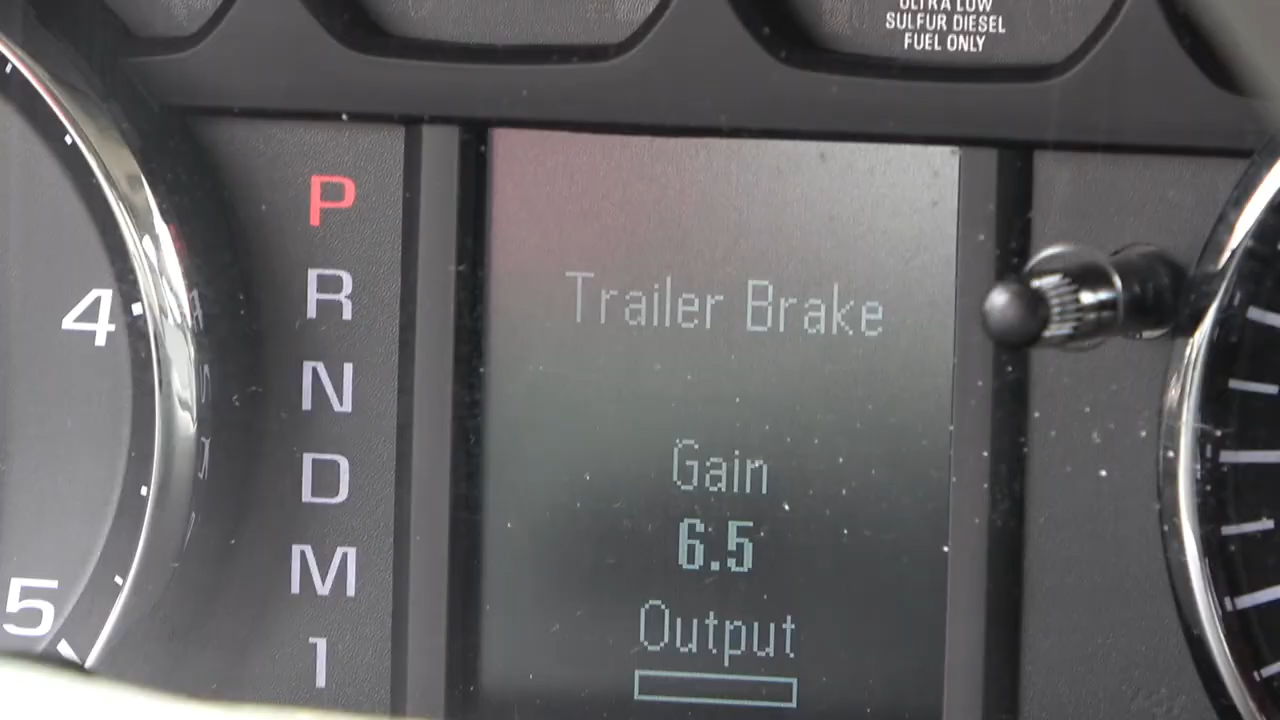 ULTRA LOW
SULFUR DIESEL
FUEL ONLY
P
R
N
D
M
1
4
5
Trailer Brake
Gain
6.5
Output